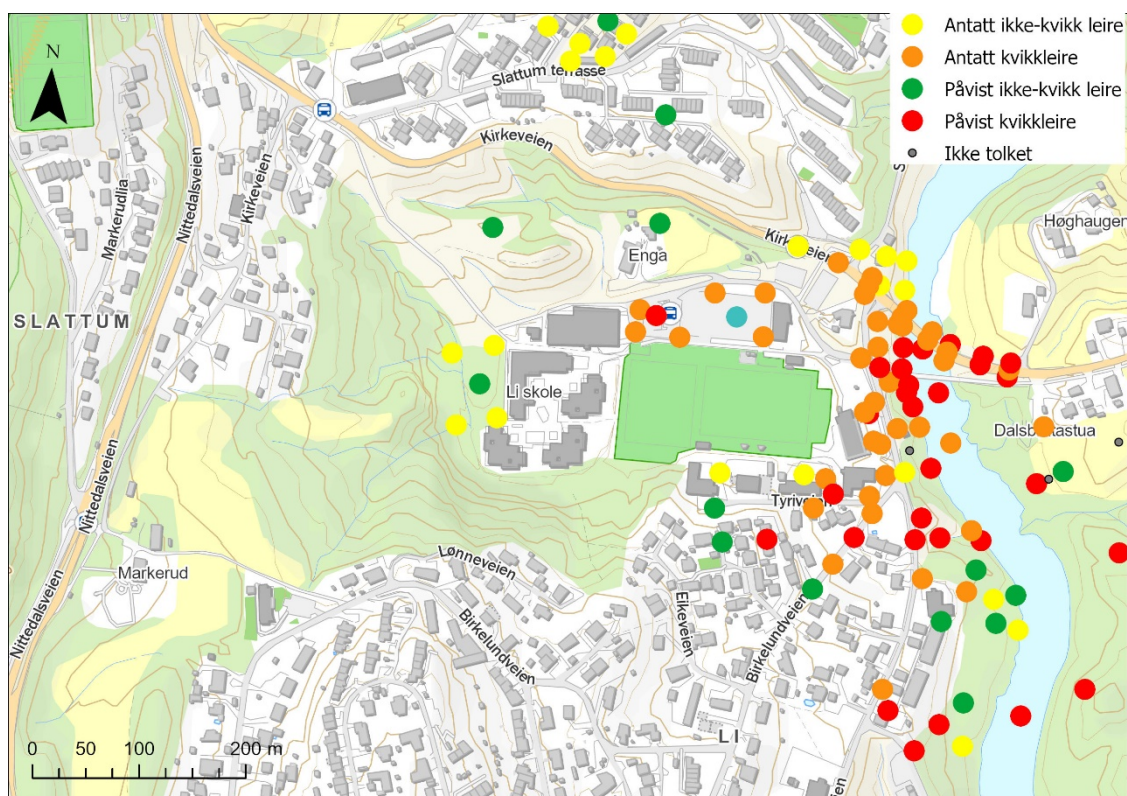 Antatt ikke-kvikk leire
Antatt kvikkleire
Påvist ikke-kvikk leire
Påvist kvikkleire
Ikke tolket
N
Slattum terrasse
Kirkeveien
Nittedalsveien
Markerudlia
Kirkeveien
Høghaugen
Enga
Kirkeveien
SLATTUM
Li skole
Nittedalsveien
Tyriveien
Lønneveien
Markerud
Eikeveien
Birkelundveien
Birkelundveien
Nittedalsveien
LI
0 50 100 200 m